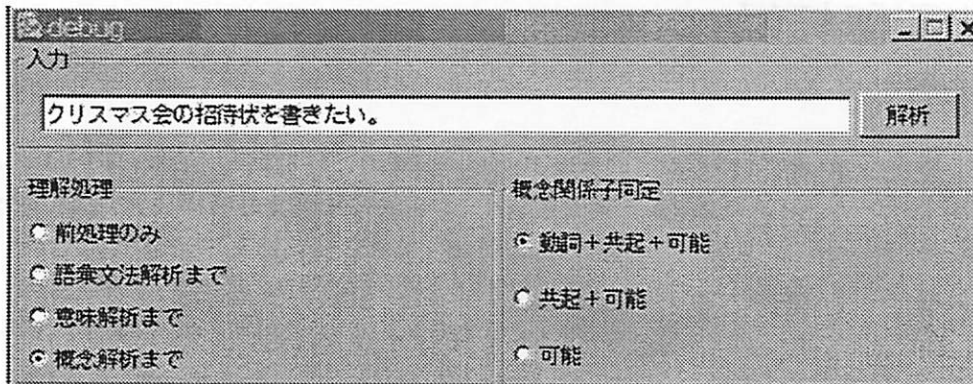 debug
入力
クリスマス会の招待状を書きたい。 解析
理解処理
前処理のみ
語彙文法解析まで
意味解析まで
概念解析まで
概念関係子同定
動詞+共起+可能
共起+可能
可能